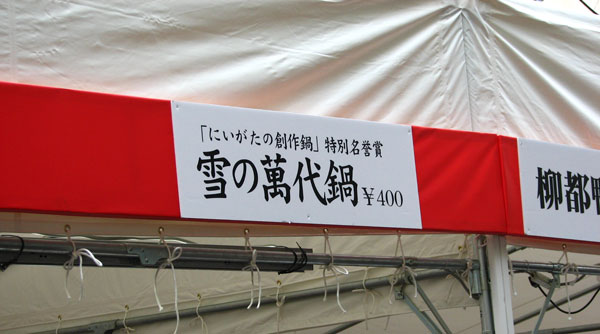 「にいがたの創作鍋」特別名誉賞
雪の萬代鍋 ¥400
柳都鴨